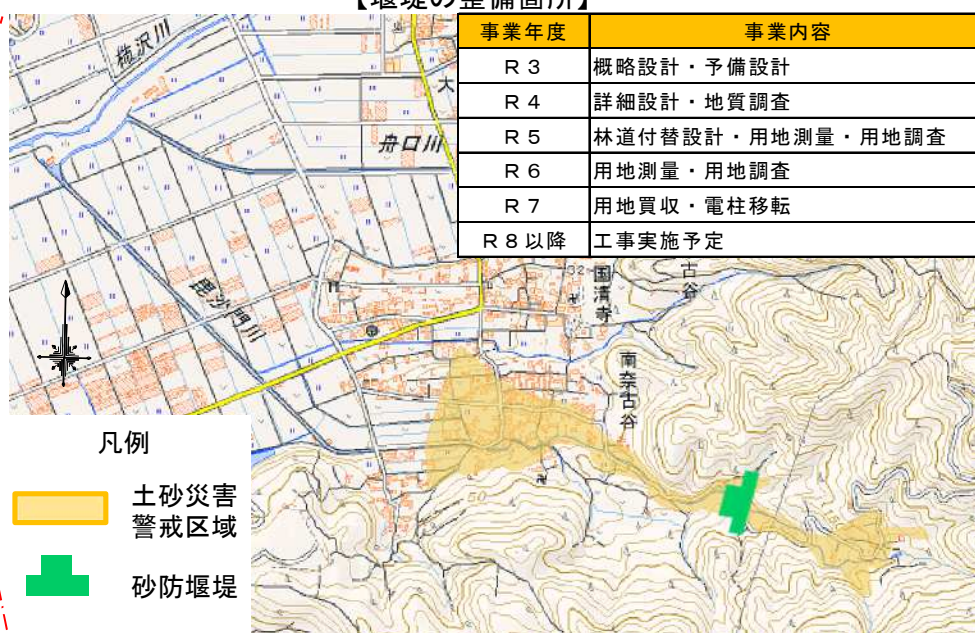 【堰堤の整備箇所】
事業年度 事業内容
R3 概略設計・予備設計
R4 詳細設計・地質調査
R5 林道付替設計・用地測量・用地調査
R6 用地測量・用地調査
R7 用地買収・電柱移転
R8以降 工事実施予定
大
舟口川
毘沙門川
国清寺
古谷
南奈古谷
凡例
土砂災害
警戒区域
砂防堰堤